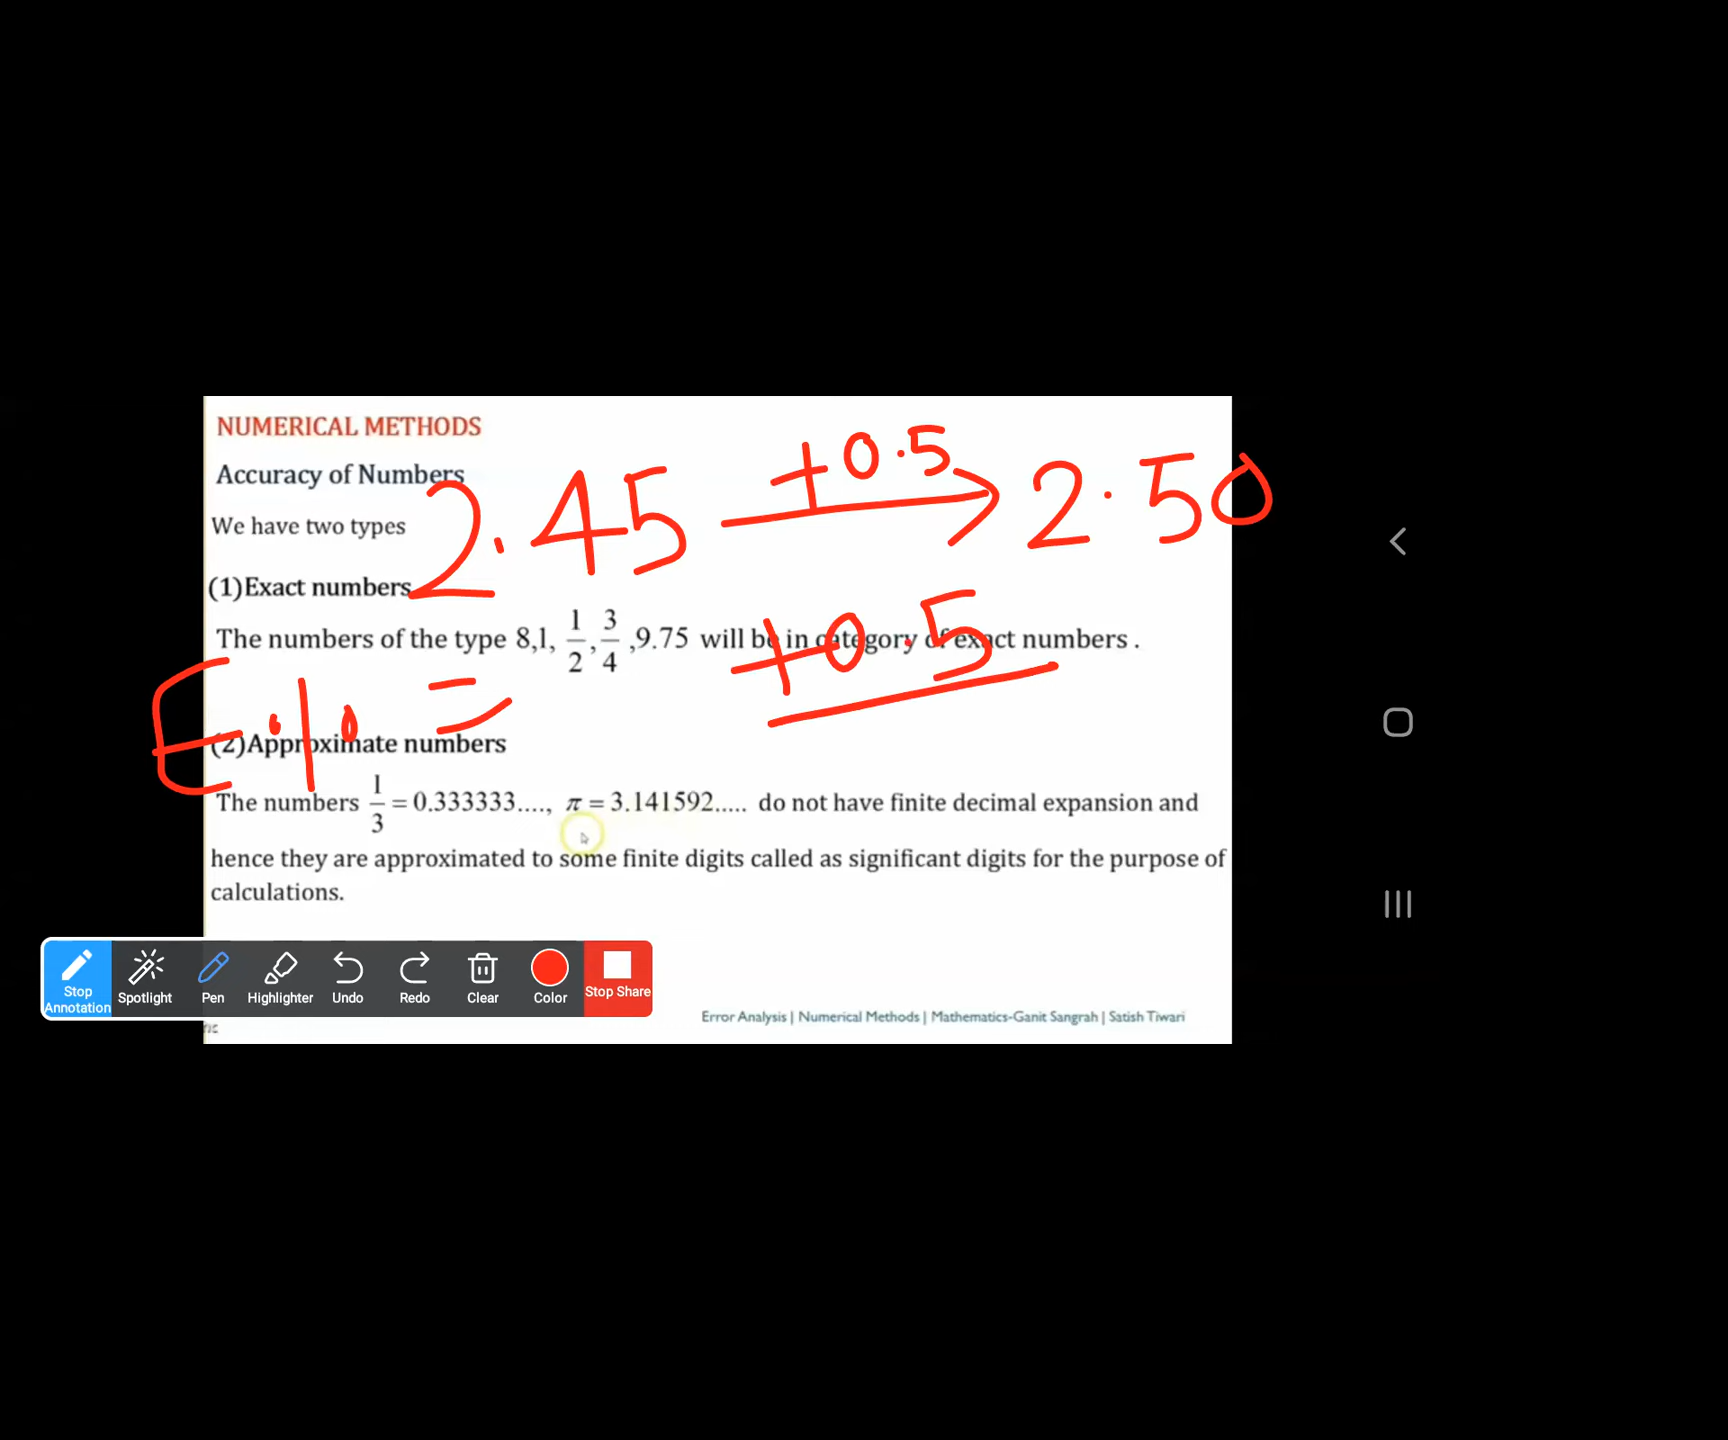 NUMERICAL METHODS
Accuracy of Numbers
2.45 +0.5 → 2.50
We have two types
(1)Exact numbers
The numbers of the type 8,1, 1/2, 3/4 ,9.75 will be in category of exact numbers .
+0.5
E % =
(2)Approximate numbers
The numbers 1/3 = 0.333333...., π = 3.141592..... do not have finite decimal expansion and
hence they are approximated to some finite digits called as significant digits for the purpose of
calculations.
Stop Annotation Spotlight Pen Highlighter Undo Redo Clear Color Stop Share
Error Analysis | Numerical Methods | Mathematics-Ganit Sangrah | Satish Tiwari